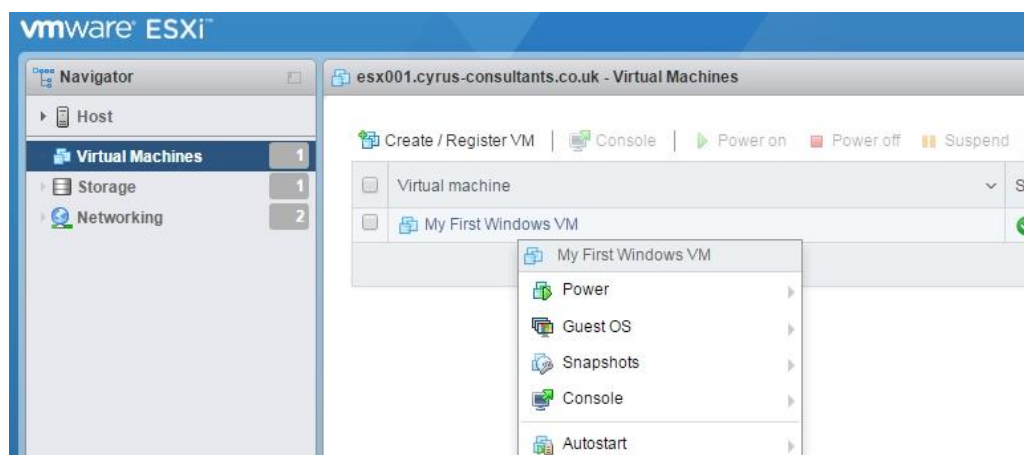 vmware® ESXi™
Navigator
esx001.cyrus-consultants.co.uk - Virtual Machines
Host
Create / Register VM | Console | Power on Power off Suspend
Virtual Machines 1
Virtual machine
Storage 1
My First Windows VM
Networking 2
My First Windows VM
Power
Guest OS
Snapshots
Console
Autostart